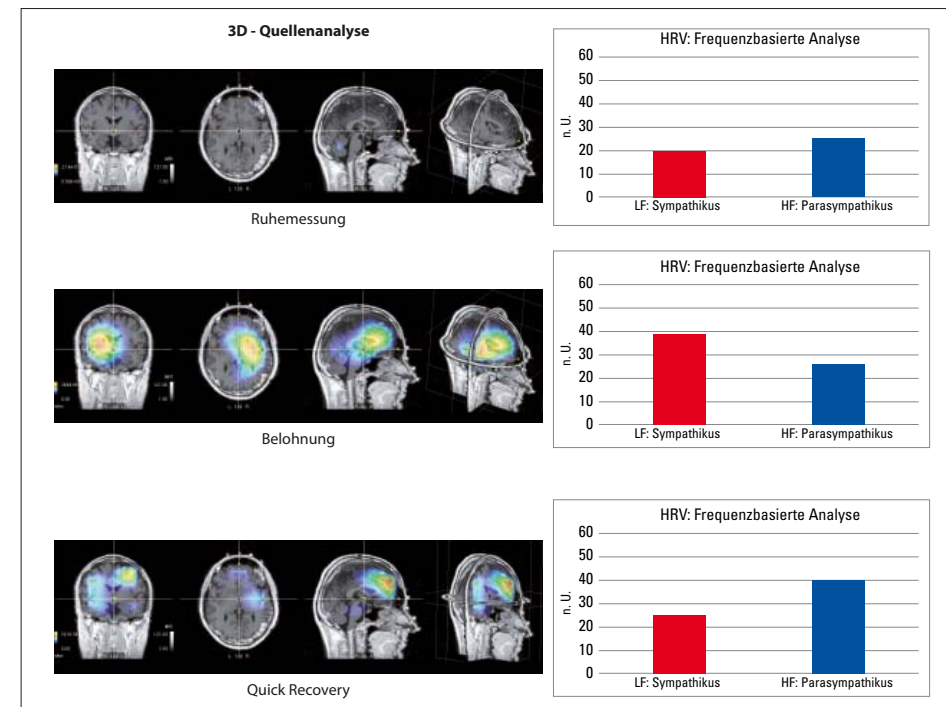 3D - Quellenanalyse
Ruhemessung
HRV: Frequenzbasierte Analyse
60
50
40
30
20
10
0
n. U.
LF: Sympathikus HF: Parasympathikus
Belohnung
HRV: Frequenzbasierte Analyse
60
50
40
30
20
10
0
n. U.
LF: Sympathikus HF: Parasympathikus
Quick Recovery
HRV: Frequenzbasierte Analyse
60
50
40
30
20
10
0
n. U.
LF: Sympathikus HF: Parasympathikus